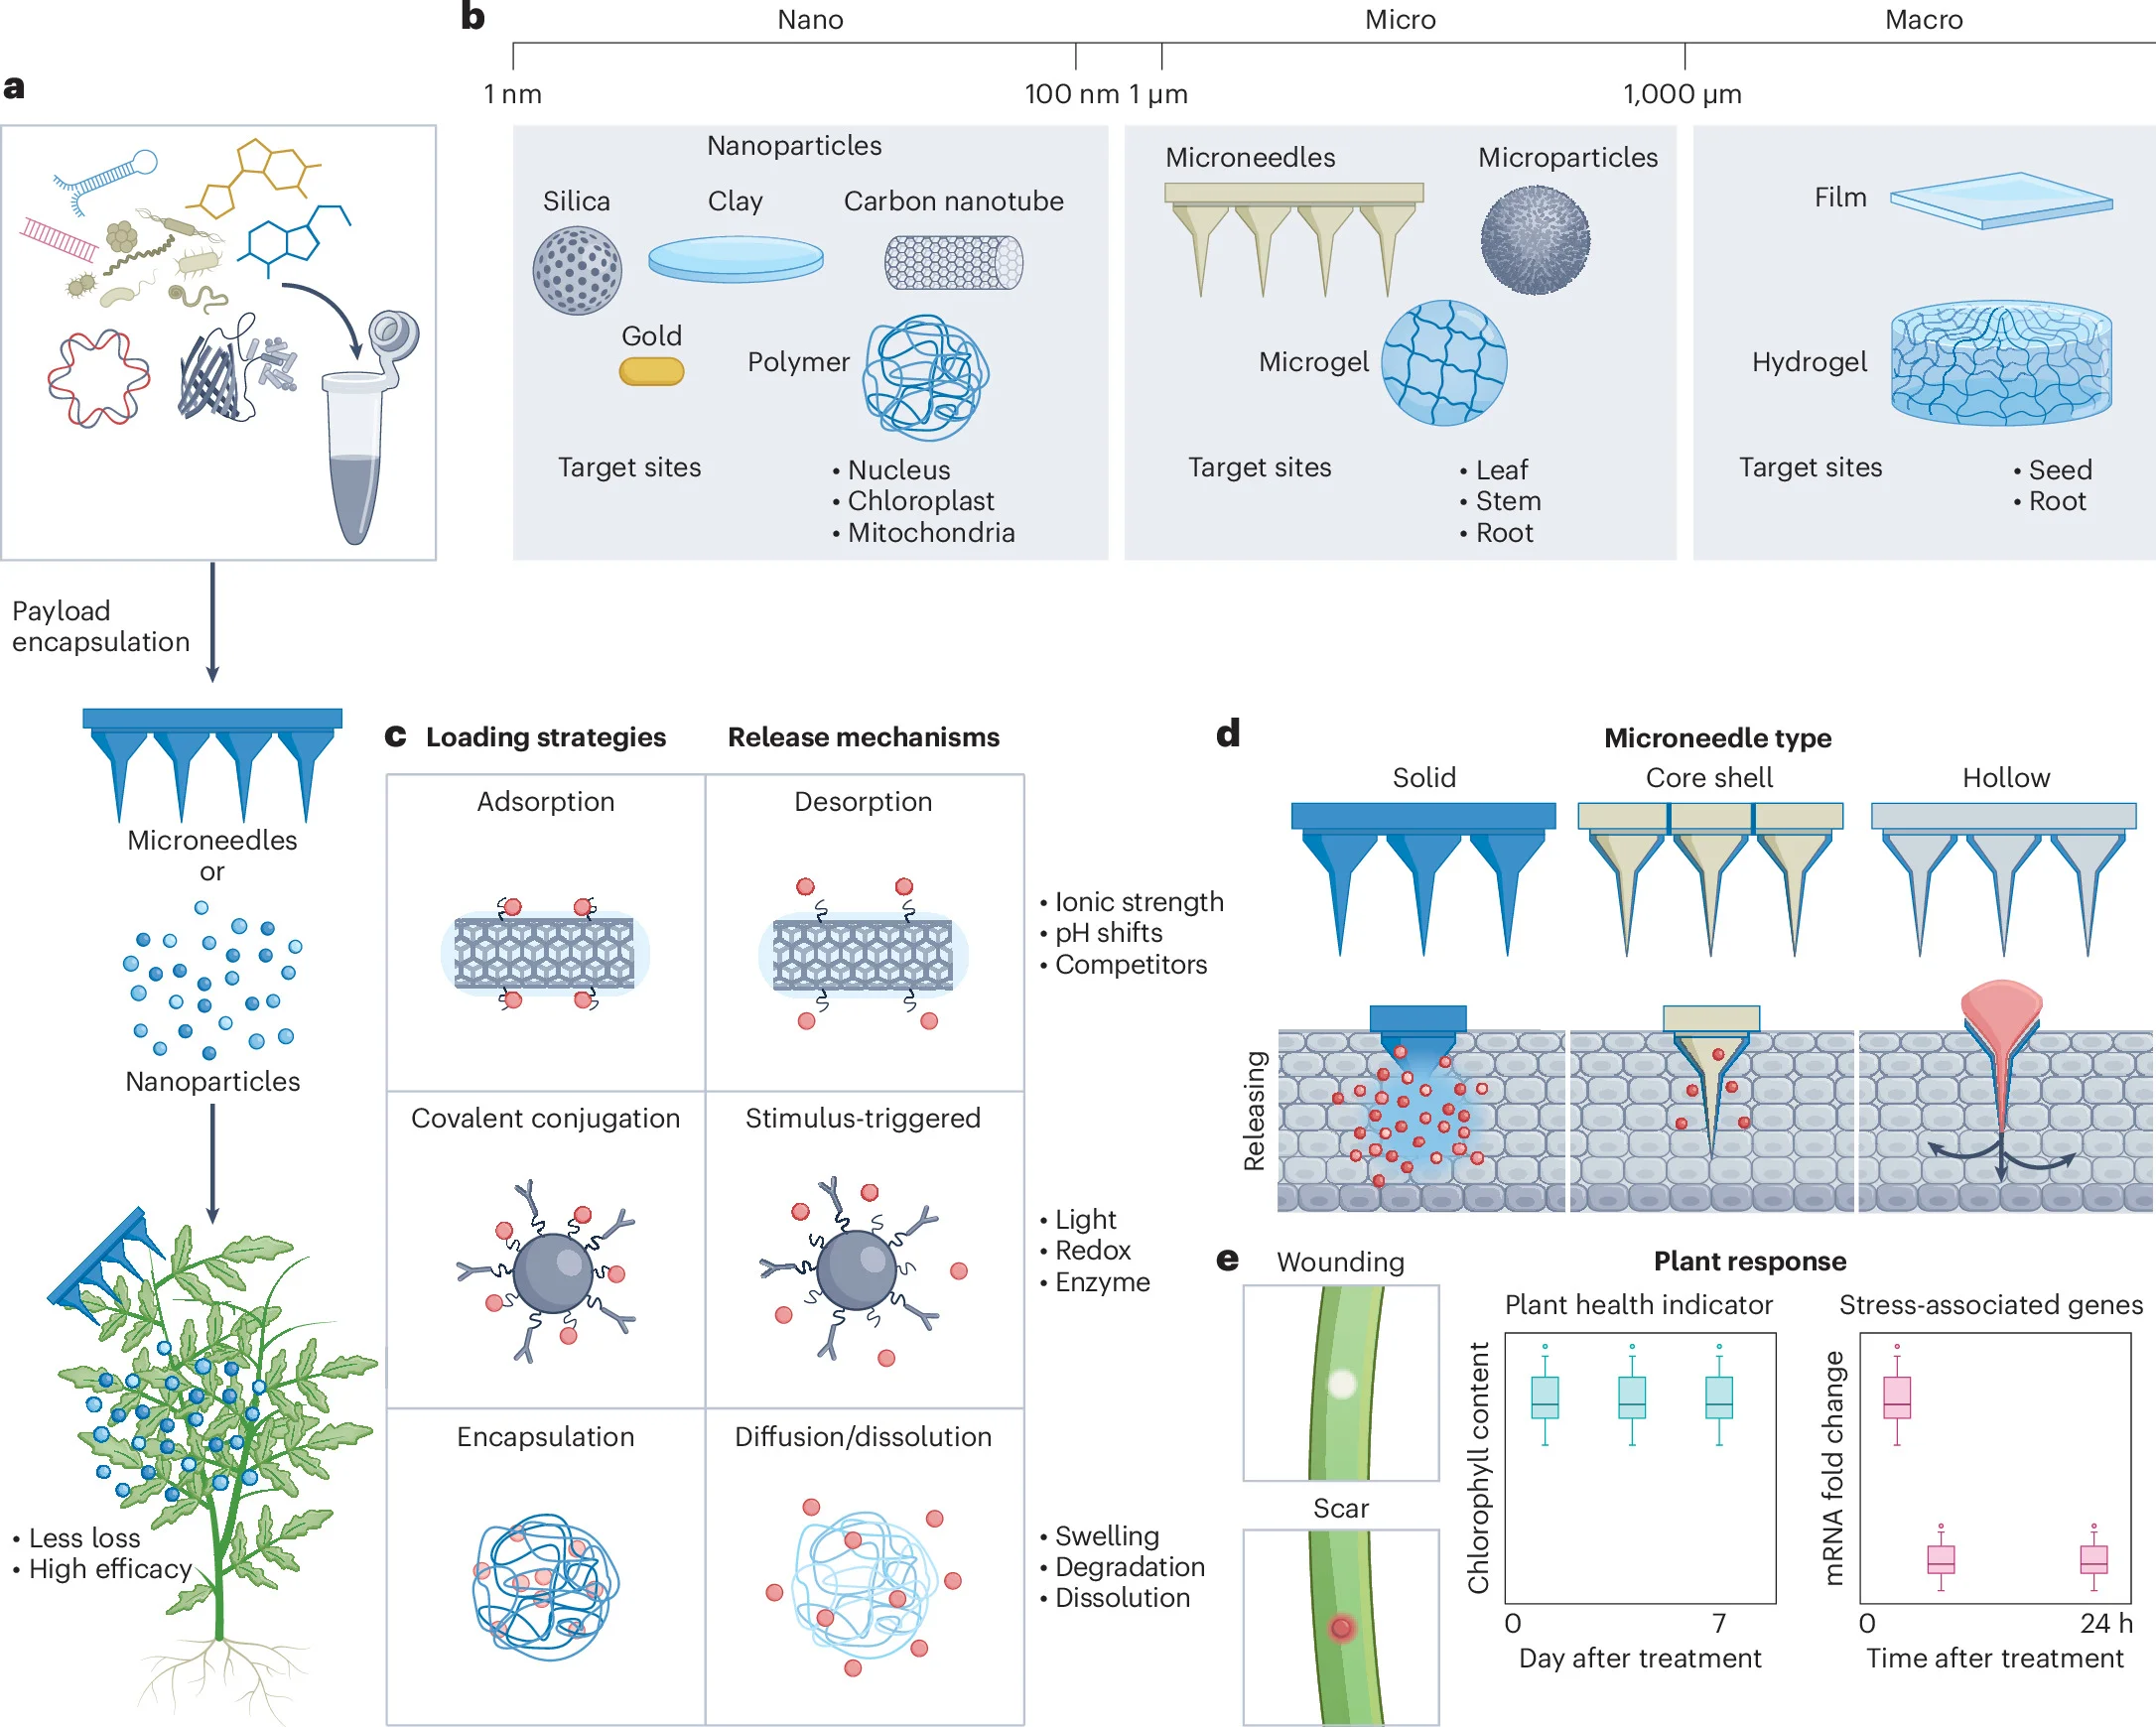 a
Payload
encapsulation
Microneedles
or
Nanoparticles
• Less loss
• High efficacy
b
Nano
Micro
Macro
1 nm
100 nm
1 µm
1,000 µm
Nanoparticles
Silica
Clay
Carbon nanotube
Gold
Polymer
Target sites
• Nucleus
• Chloroplast
• Mitochondria
Microneedles
Microparticles
Microgel
Target sites
• Leaf
• Stem
• Root
Film
Hydrogel
Target sites
• Seed
• Root
c
Loading strategies
Release mechanisms
Adsorption
Desorption
• Ionic strength
• pH shifts
• Competitors
Covalent conjugation
Stimulus-triggered
• Light
• Redox
• Enzyme
Encapsulation
Diffusion/dissolution
• Swelling
• Degradation
• Dissolution
d
Microneedle type
Solid
Core shell
Hollow
Releasing
e
Wounding
Scar
Plant response
Plant health indicator
Chlorophyll content
0
7
Day after treatment
Stress-associated genes
mRNA fold change
0
24 h
Time after treatment